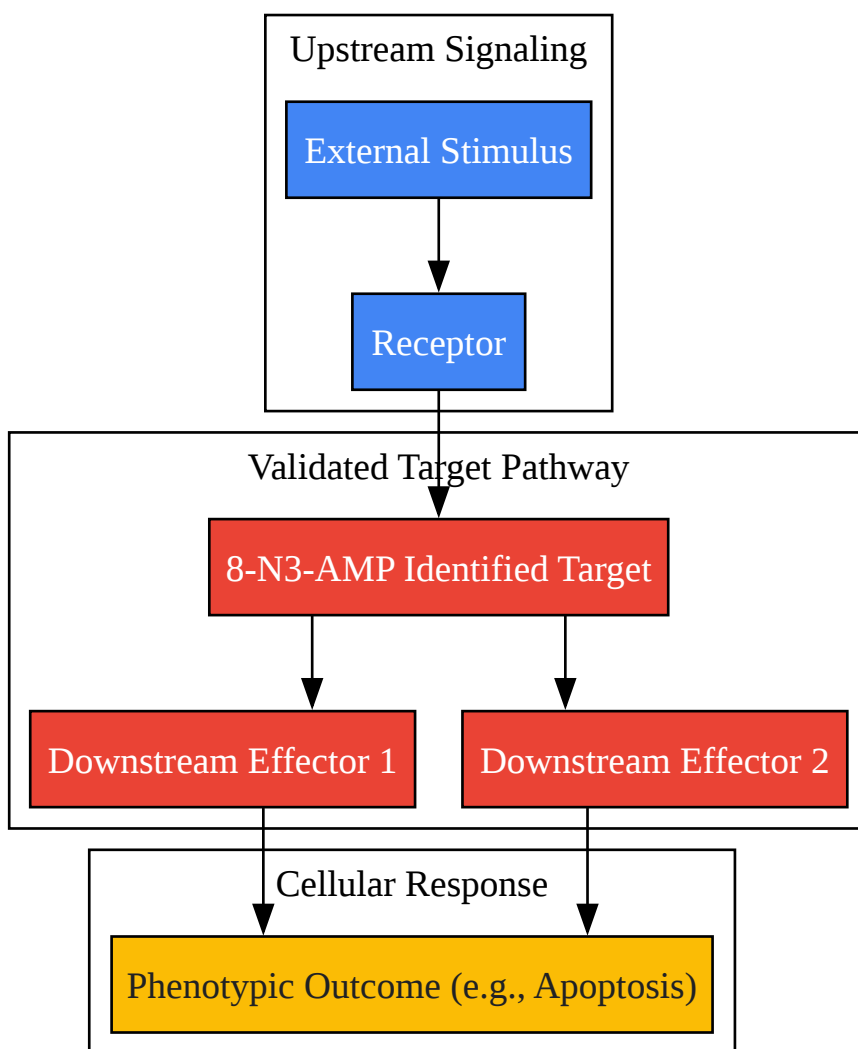 Upstream Signaling
External Stimulus
Receptor
Validated Target Pathway
8-N3-AMP Identified Target
Downstream Effector 1
Downstream Effector 2
Cellular Response
Phenotypic Outcome (e.g., Apoptosis)